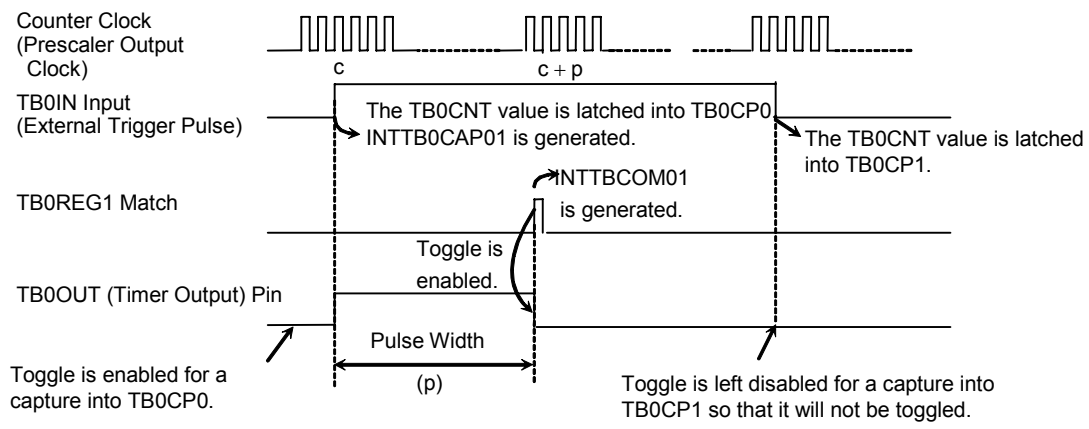 Counter Clock
(Prescaler Output
Clock)
c
c + p
TB0IN Input
(External Trigger Pulse)
The TB0CNT value is latched into TB0CP0
INTTB0CAP01 is generated.
The TB0CNT value is latched
into TB0CP1.
TB0REG1 Match
INTTBCOM01
is generated.
Toggle is
enabled.
TB0OUT (Timer Output) Pin
Pulse Width
(p)
Toggle is enabled for a
capture into TB0CP0.
Toggle is left disabled for a capture into
TB0CP1 so that it will not be toggled.